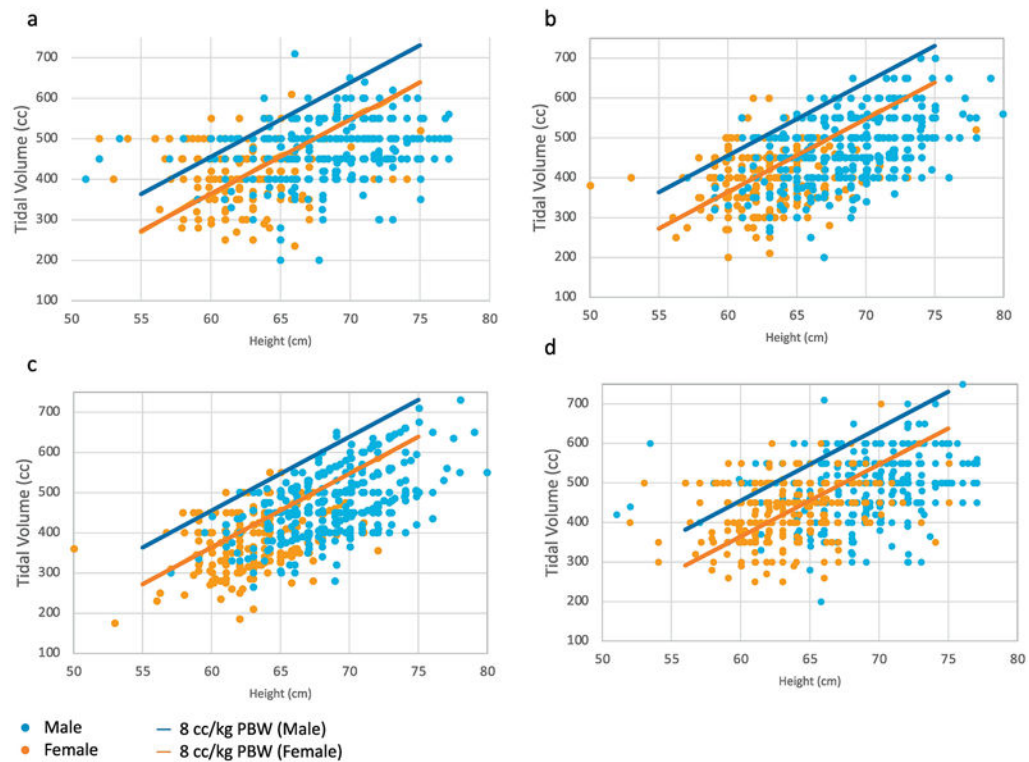 a
700
600
500
400
300
200
100
50 55 60 65 70 75 80
Tidal Volume (cc)
Height (cm)
b
700
600
500
400
300
200
100
50 55 60 65 70 75 80
Tidal Volume (cc)
Height (cm)
c
700
600
500
400
300
200
100
50 55 60 65 70 75 80
Tidal Volume (cc)
Height (cm)
d
700
600
500
400
300
200
100
50 55 60 65 70 75 80
Tidal Volume (cc)
Height (cm)
Male 8 cc/kg PBW (Male)
Female 8 cc/kg PBW (Female)